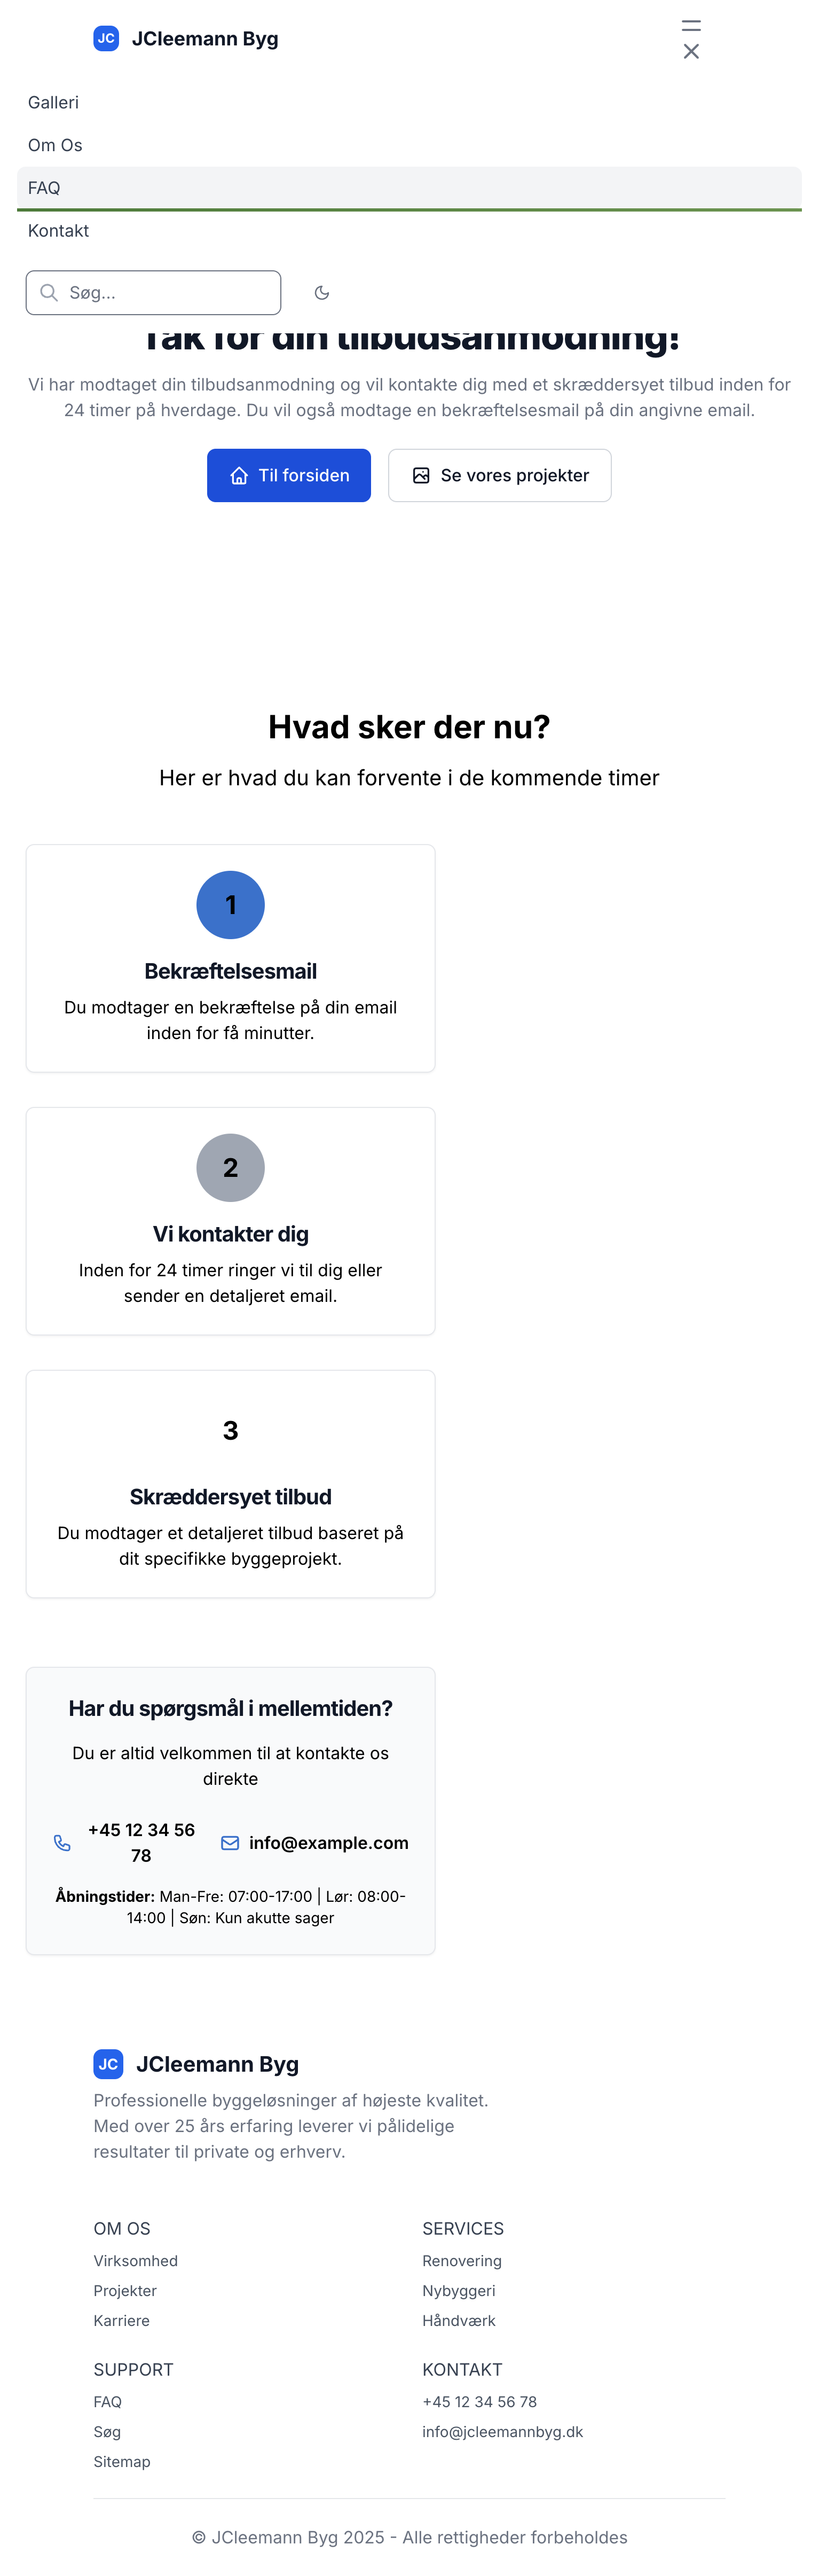 JC JCleemann Byg
Galleri
Om Os
FAQ
Kontakt
Søg...
Tak for din tilbudsanmodning!
Vi har modtaget din tilbudsanmodning og vil kontakte dig med et skræddersyet tilbud inden for
24 timer på hverdage. Du vil også modtage en bekræftelsesmail på din angivne email.
Til forsiden
Se vores projekter
Hvad sker der nu?
Her er hvad du kan forvente i de kommende timer
1
Bekræftelsesmail
Du modtager en bekræftelse på din email
inden for få minutter.
2
Vi kontakter dig
Inden for 24 timer ringer vi til dig eller
sender en detaljeret email.
3
Skræddersyet tilbud
Du modtager et detaljeret tilbud baseret på
dit specifikke byggeprojekt.
Har du spørgsmål i mellemtiden?
Du er altid velkommen til at kontakte os
direkte
+45 12 34 56
78
info@example.com
Åbningstider: Man-Fre: 07:00-17:00 | Lør: 08:00-
14:00 | Søn: Kun akutte sager
JC JCleemann Byg
Professionelle byggeløsninger af højeste kvalitet.
Med over 25 års erfaring leverer vi pålidelige
resultater til private og erhverv.
OM OS
Virksomhed
Projekter
Karriere
SERVICES
Renovering
Nybyggeri
Håndværk
SUPPORT
FAQ
Søg
Sitemap
KONTAKT
+45 12 34 56 78
info@jcleemannbyg.dk
© JCleemann Byg 2025 - Alle rettigheder forbeholdes